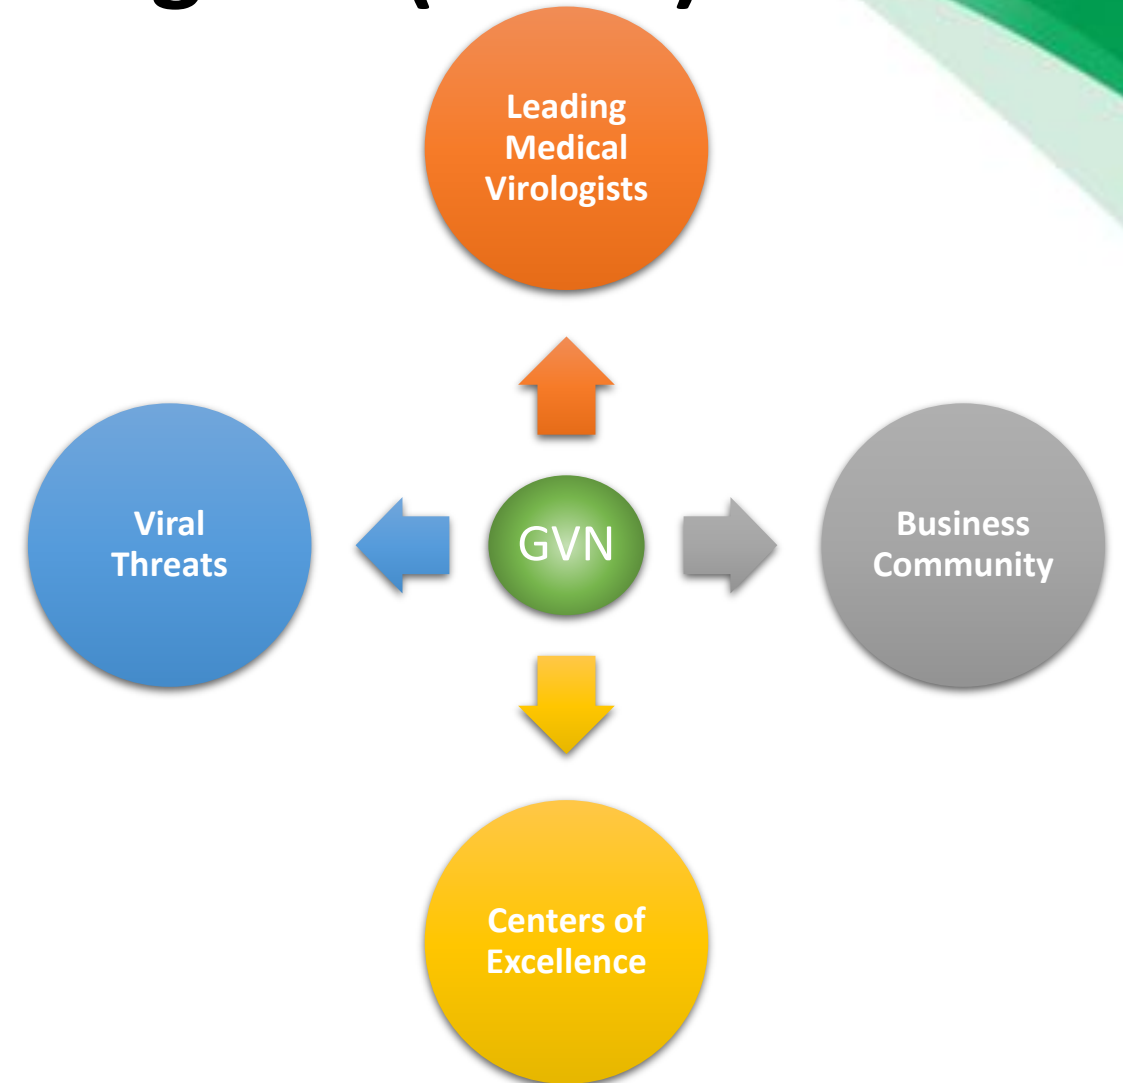 Leading
Medical
Virologists
Viral
Threats
GVN
Business
Community
Centers of
Excellence